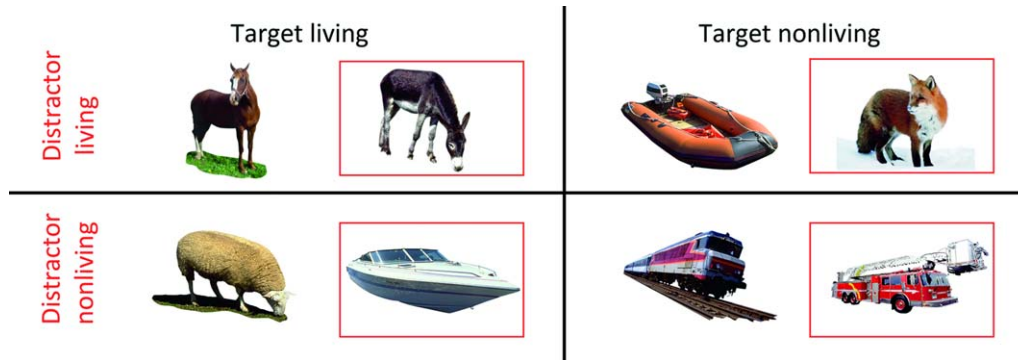 Target living
Target nonliving
Distractor
living
Distractor
nonliving